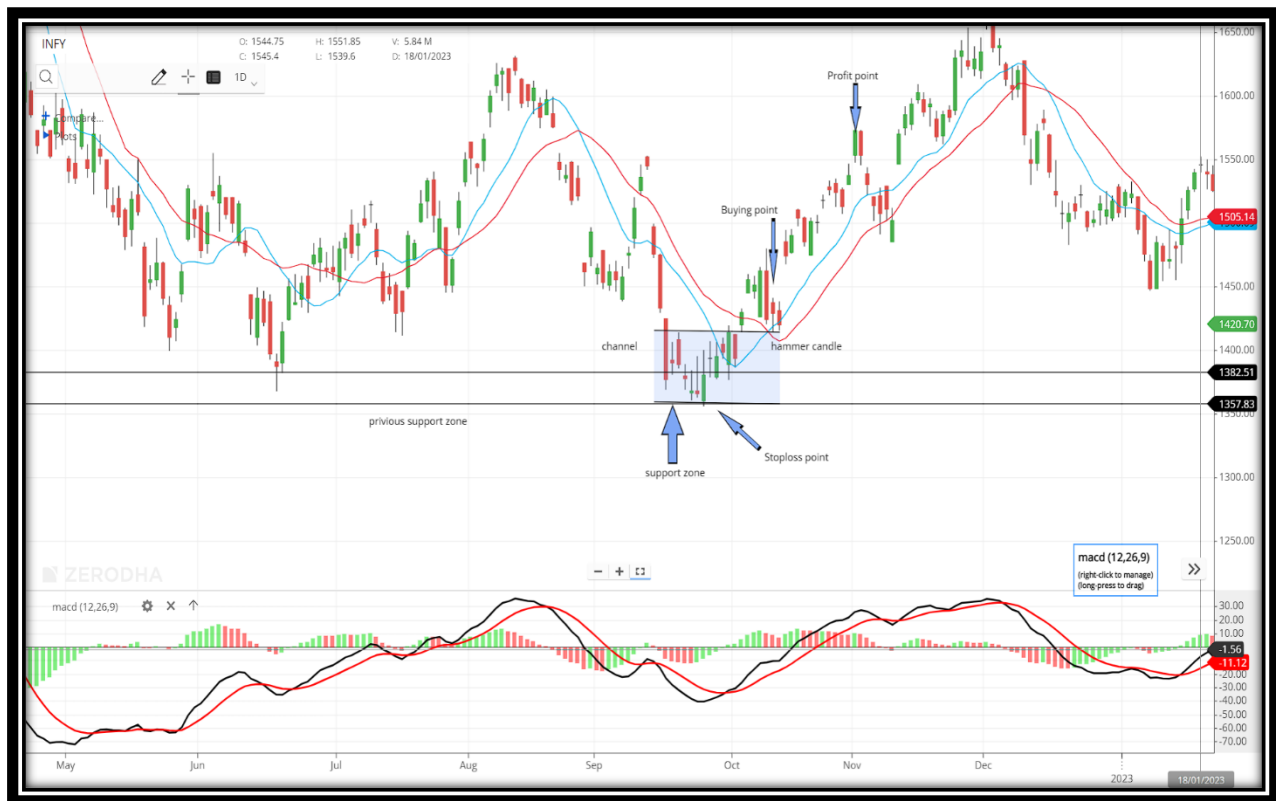 INFY
O: 1544.75 H: 1551.85 V: 5.84 M
C: 1545.4 L: 1539.6 D: 18/01/2023
1D
Compare...
Plots
Profit point
Buying point
channel
hammer candle
privious support zone
Stoploss point
support zone
1650.00
1600.00
1550.00
1505.14
1450.00
1420.70
1400.00
1382.51
1357.83
1350.00
1300.00
1250.00
ZERODHA
macd (12,26,9)
(right-click to manage)
(long-press to drag)
macd (12,26,9)
30.00
20.00
10.00
-1.56
-11.12
-20.00
-30.00
-40.00
-50.00
-60.00
-70.00
May Jun Jul Aug Sep Oct Nov Dec
2023
18/01/2023